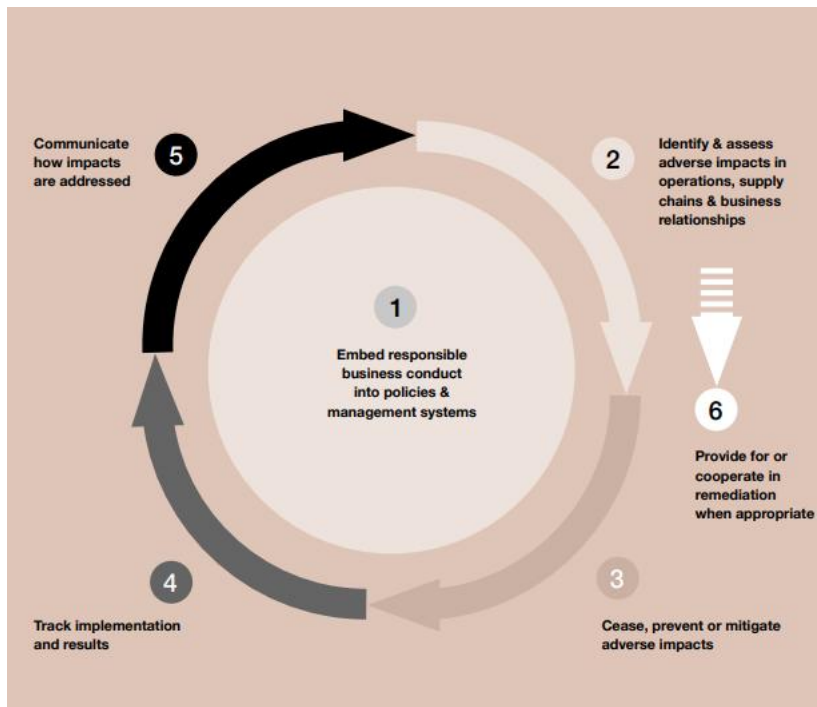 1
Embed responsible
business conduct
into policies &
management systems
2
Identify & assess
adverse impacts in
operations, supply
chains & business
relationships
3
Cease, prevent or mitigate
adverse impacts
4
Track implementation
and results
5
Communicate
how impacts
are addressed
6
Provide for or
cooperate in
remediation
when appropriate